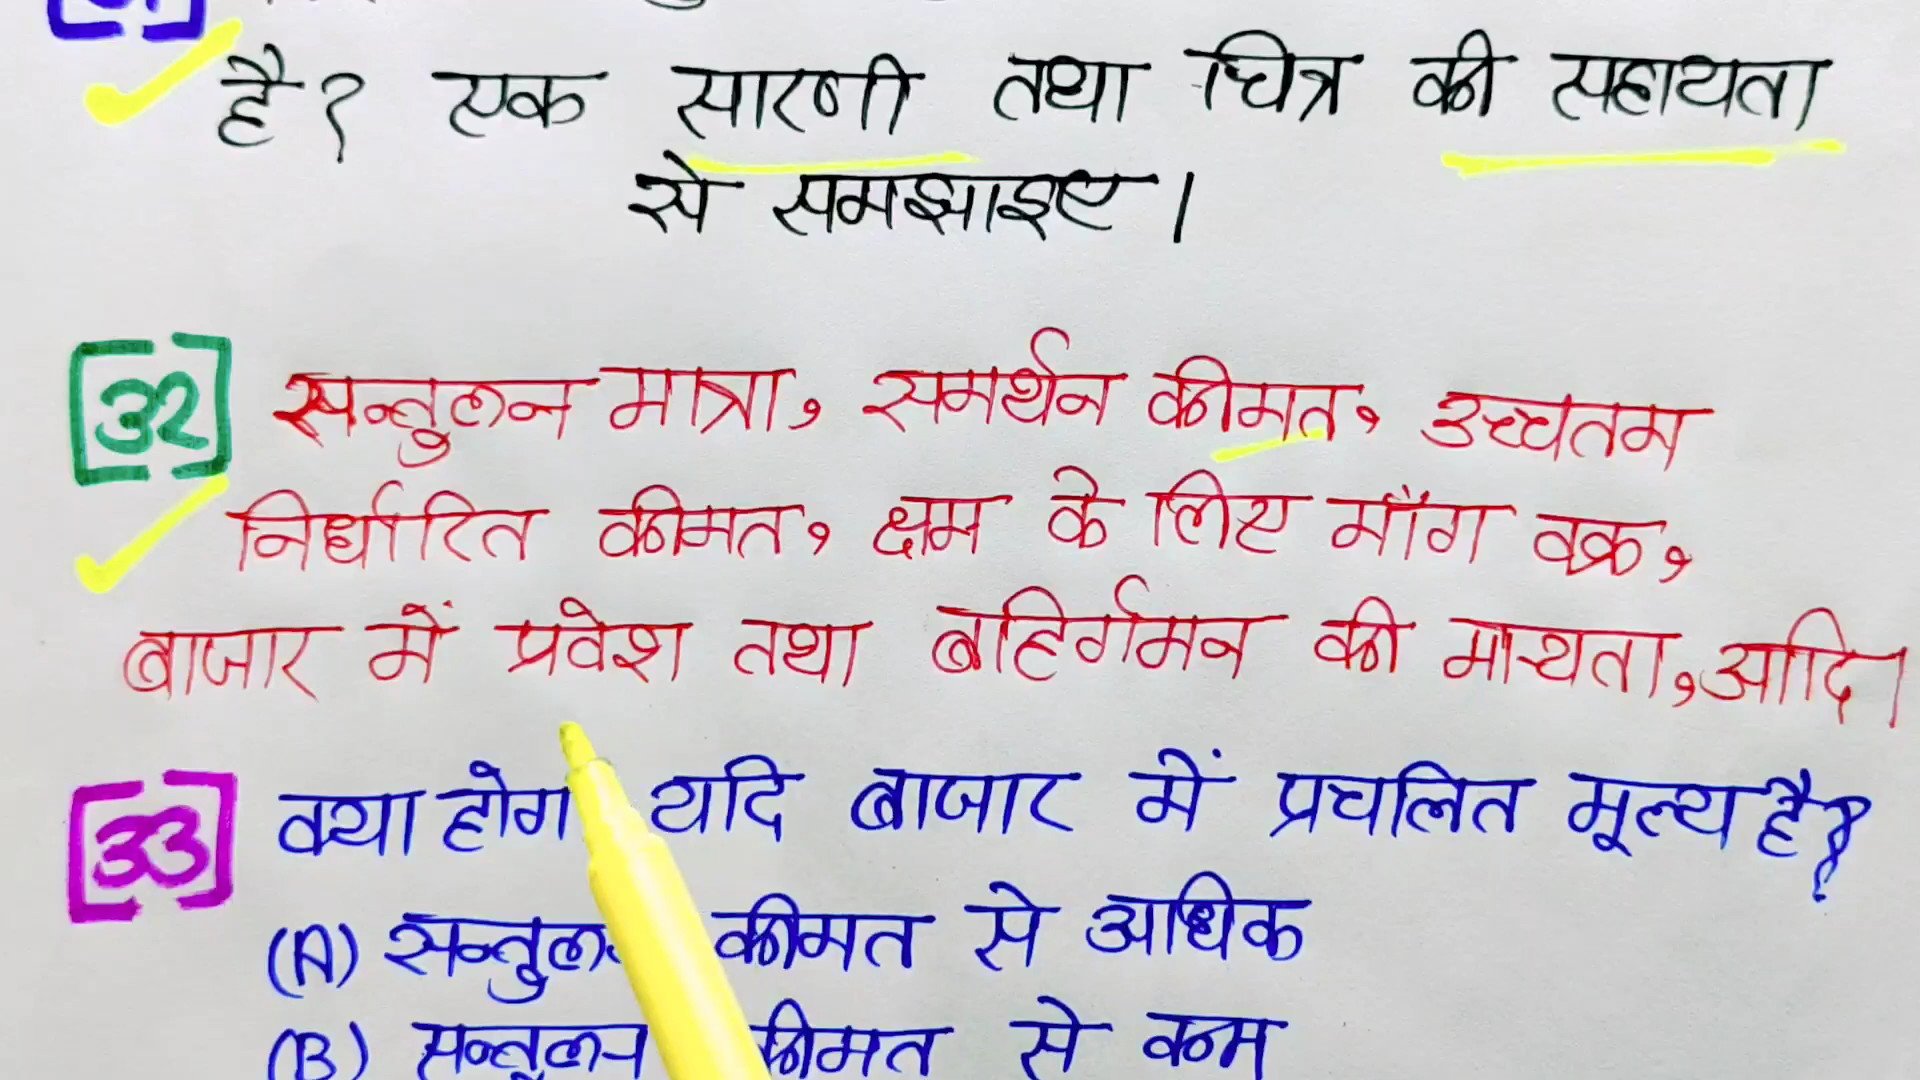 है? एक सारणी तथा चित्र की सहायता
से समझाइए।
[32] सन्तुलन मात्रा, समर्थन कीमत, उच्चतम
निर्धारित कीमत, क्षम के लिए माँग वक्र,
बाजार में प्रवेश तथा बहिर्गमन की मान्यता, आदि।
[33] क्या होगा यदि बाजार में प्रचलित मूल्य है?
(A) सन्तुलन कीमत से अधिक
(B) सन्तुलन कीमत से कम